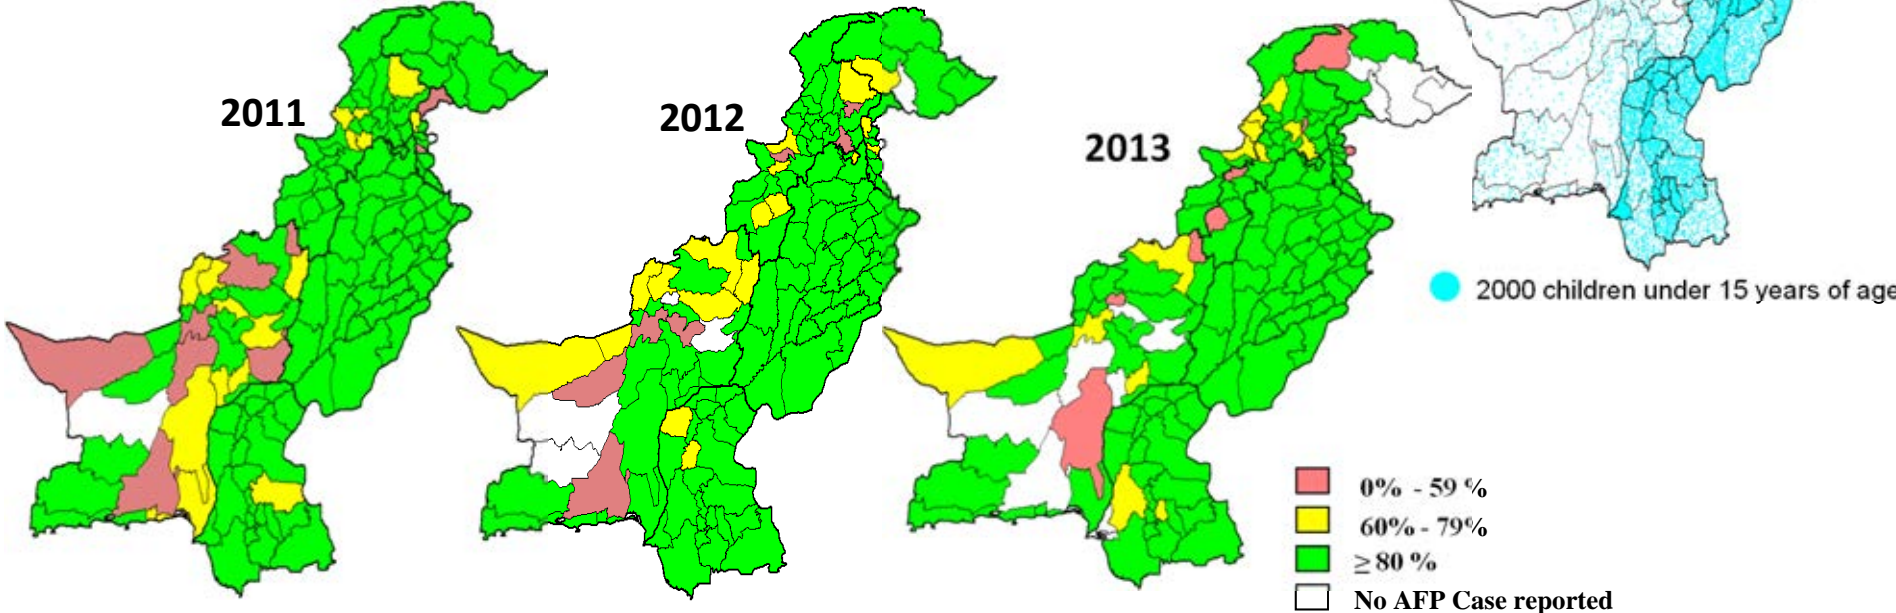 2011
2012
2013
2000 children under 15 years of age
0% - 59 %
60% - 79%
≥ 80 %
No AFP Case reported